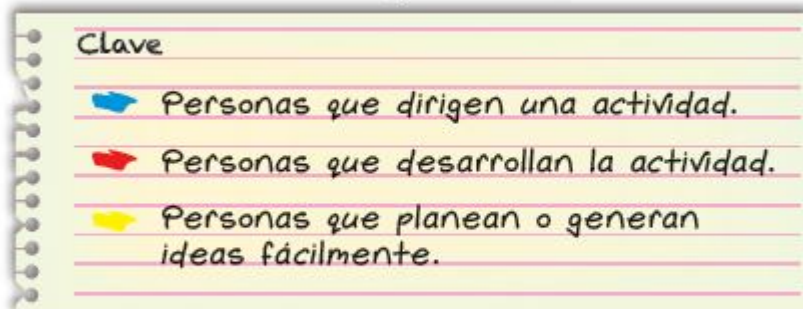 Clave
Personas que dirigen una actividad.
Personas que desarrollan la actividad.
Personas que planean o generan
ideas fácilmente.